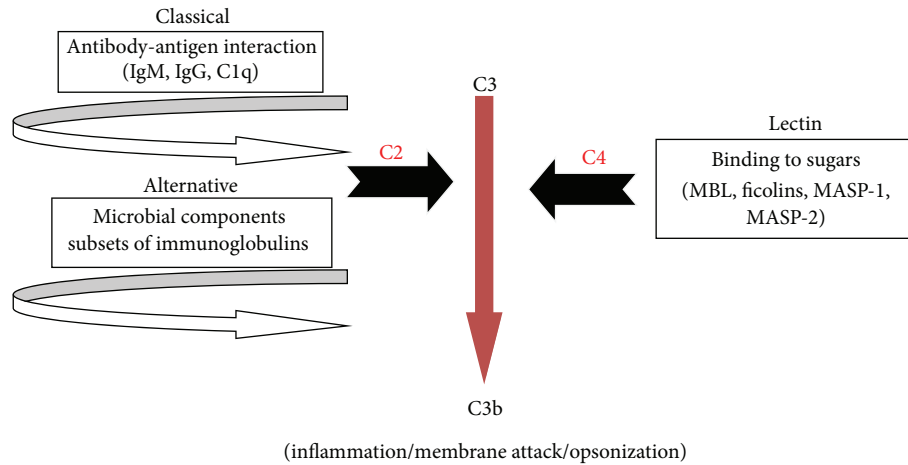 Classical
Antibody-antigen interaction
(IgM, IgG, C1q)
C2
Alternative
Microbial components
subsets of immunoglobulins
C3
C4
Lectin
Binding to sugars
(MBL, ficolins, MASP-1,
MASP-2)
C3b
(inflammation/membrane attack/opsonization)